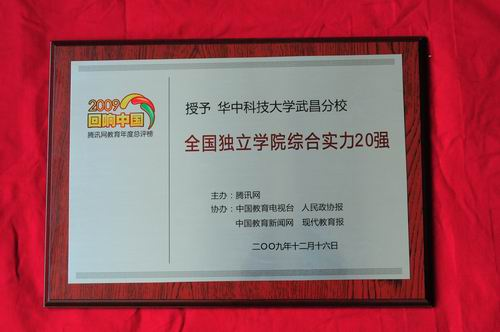 2009
回响中国
腾讯网教育年度总评榜
授予 华中科技大学武昌分校
全国独立学院综合实力20强
主办：腾讯网
协办：中国教育电视台 人民政协报
中国教育新闻网 现代教育报
二〇〇九年十二月十六日